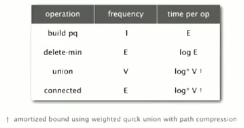 operation frequency time per op
build pq 1 E
delete-min E log E
union V log* V †
connected E log* V †
† amortized bound using weighted quick union with path compression